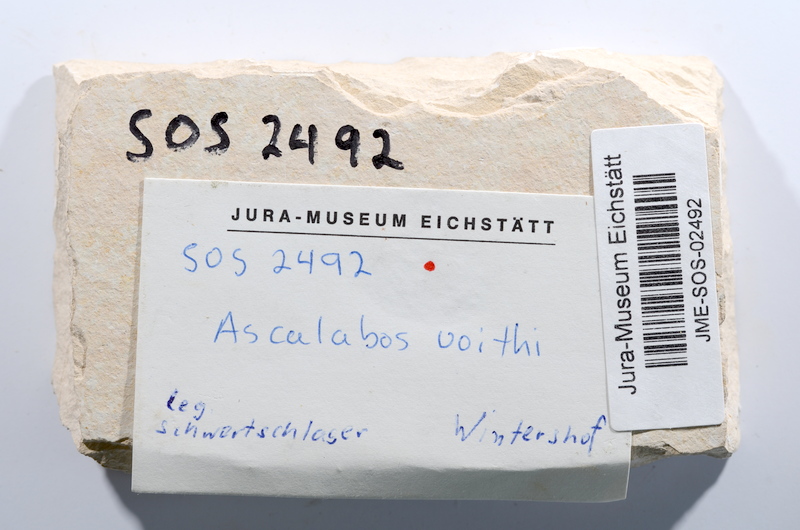 SOS 2492
JURA-MUSEUM EICHSTÄTT
SOS 2492
Ascalabos voithi
leg
Schwertschlager
Wintershof
Jura-Museum Eichstätt
JME-SOS-02492